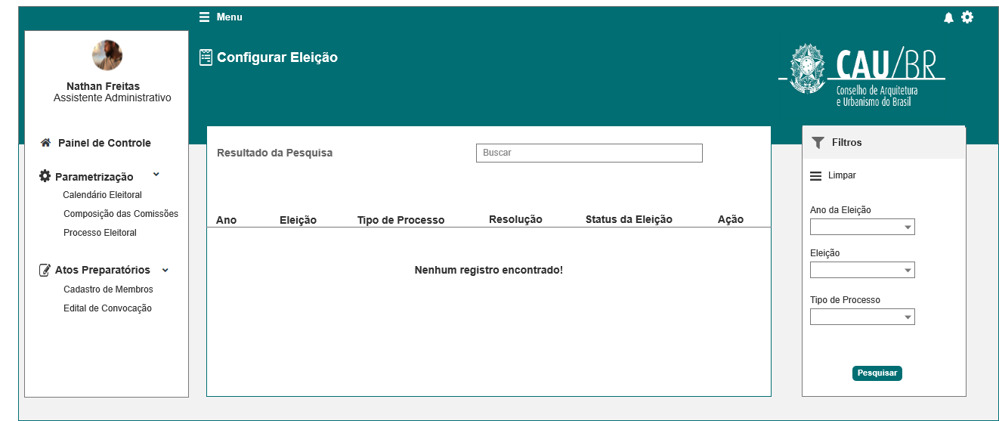 Menu
Configurar Eleição
CAU/BR
Conselho de Arquitetura
e Urbanismo do Brasil
Nathan Freitas
Assistente Administrativo
Painel de Controle
Parametrização
Calendário Eleitoral
Composição das Comissões
Processo Eleitoral
Atos Preparatórios
Cadastro de Membros
Edital de Convocação
Resultado da Pesquisa
Buscar
Ano Eleição Tipo de Processo Resolução Status da Eleição Ação
Nenhum registro encontrado!
Filtros
Limpar
Ano da Eleição
Eleição
Tipo de Processo
Pesquisar